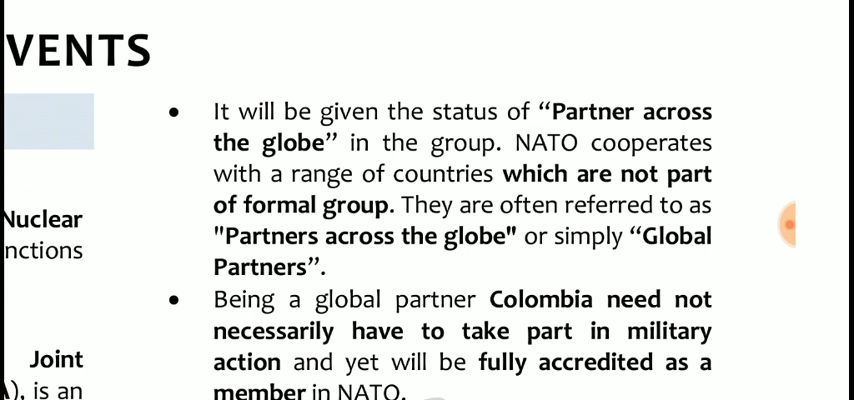 VENTS
Nuclear
nctions
Joint
), is an
• It will be given the status of “Partner across
the globe” in the group. NATO cooperates
with a range of countries which are not part
of formal group. They are often referred to as
"Partners across the globe" or simply “Global
Partners”.
• Being a global partner Colombia need not
necessarily have to take part in military
action and yet will be fully accredited as a
member in NATO.